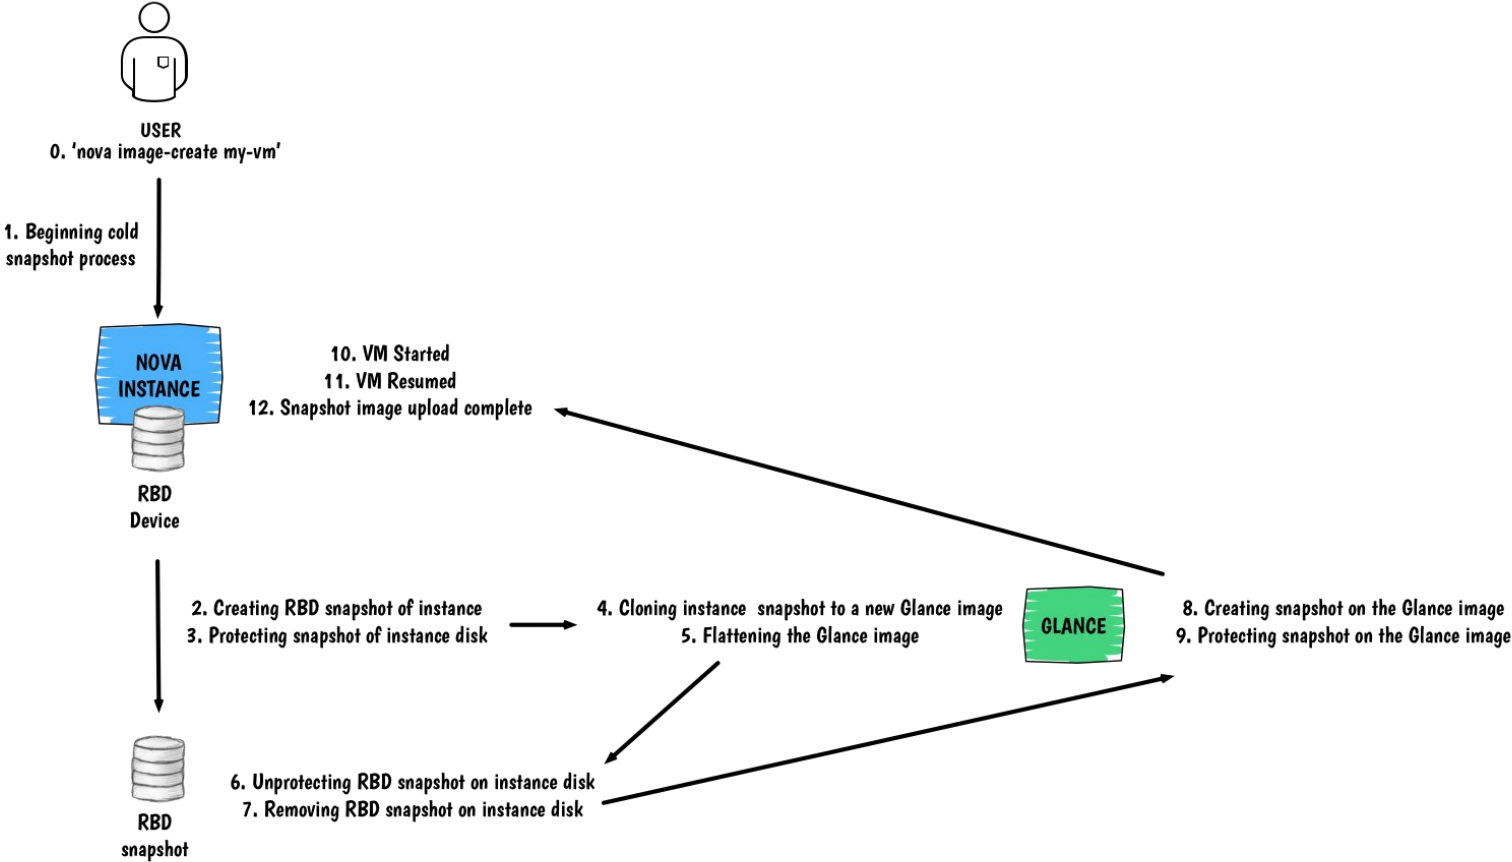 USER
0. 'nova image-create my-vm'
1. Beginning cold
snapshot process
NOVA
INSTANCE
10. VM Started
11. VM Resumed
12. Snapshot image upload complete
RBD
Device
2. Creating RBD snapshot of instance
3. Protecting snapshot of instance disk
4. Cloning instance snapshot to a new Glance image
5. Flattening the Glance image
GLANCE
8. Creating snapshot on the Glance image
9. Protecting snapshot on the Glance image
6. Unprotecting RBD snapshot on instance disk
7. Removing RBD snapshot on instance disk
RBD
snapshot